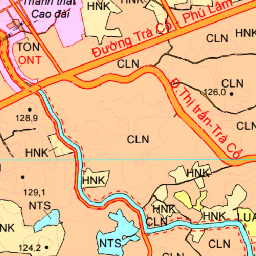 Thánh thất
Cao đài
HNK
HNK
Đường Trà Cổ - Phú Lâm
TON
ONT
CLN
CLN
CLN
126,0
Đ.Thị trấn-Trà Cổ
128,9
CLN
HNK
HNK
HNK
129,1
NTS
HNK
CLN
LUA
NTS
CLN
CLN
124,2